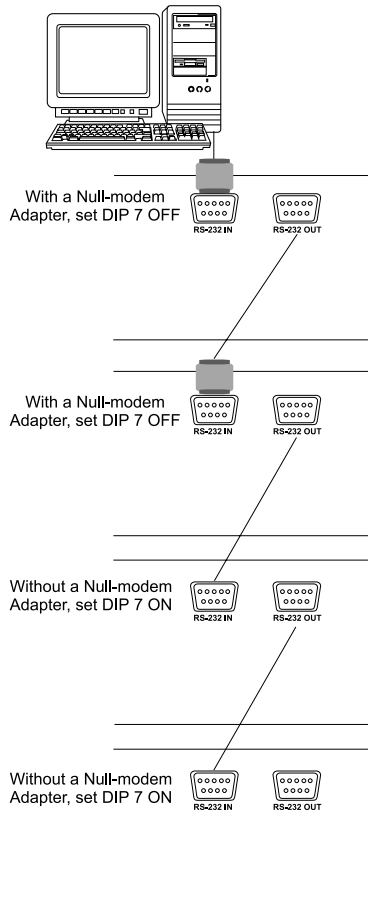 With a Null-modem
Adapter, set DIP 7 OFF
RS-232 IN
RS-232 OUT
With a Null-modem
Adapter, set DIP 7 OFF
RS-232 IN
RS-232 OUT
Without a Null-modem
Adapter, set DIP 7 ON
RS-232 IN
RS-232 OUT
Without a Null-modem
Adapter, set DIP 7 ON
RS-232 IN
RS-232 OUT